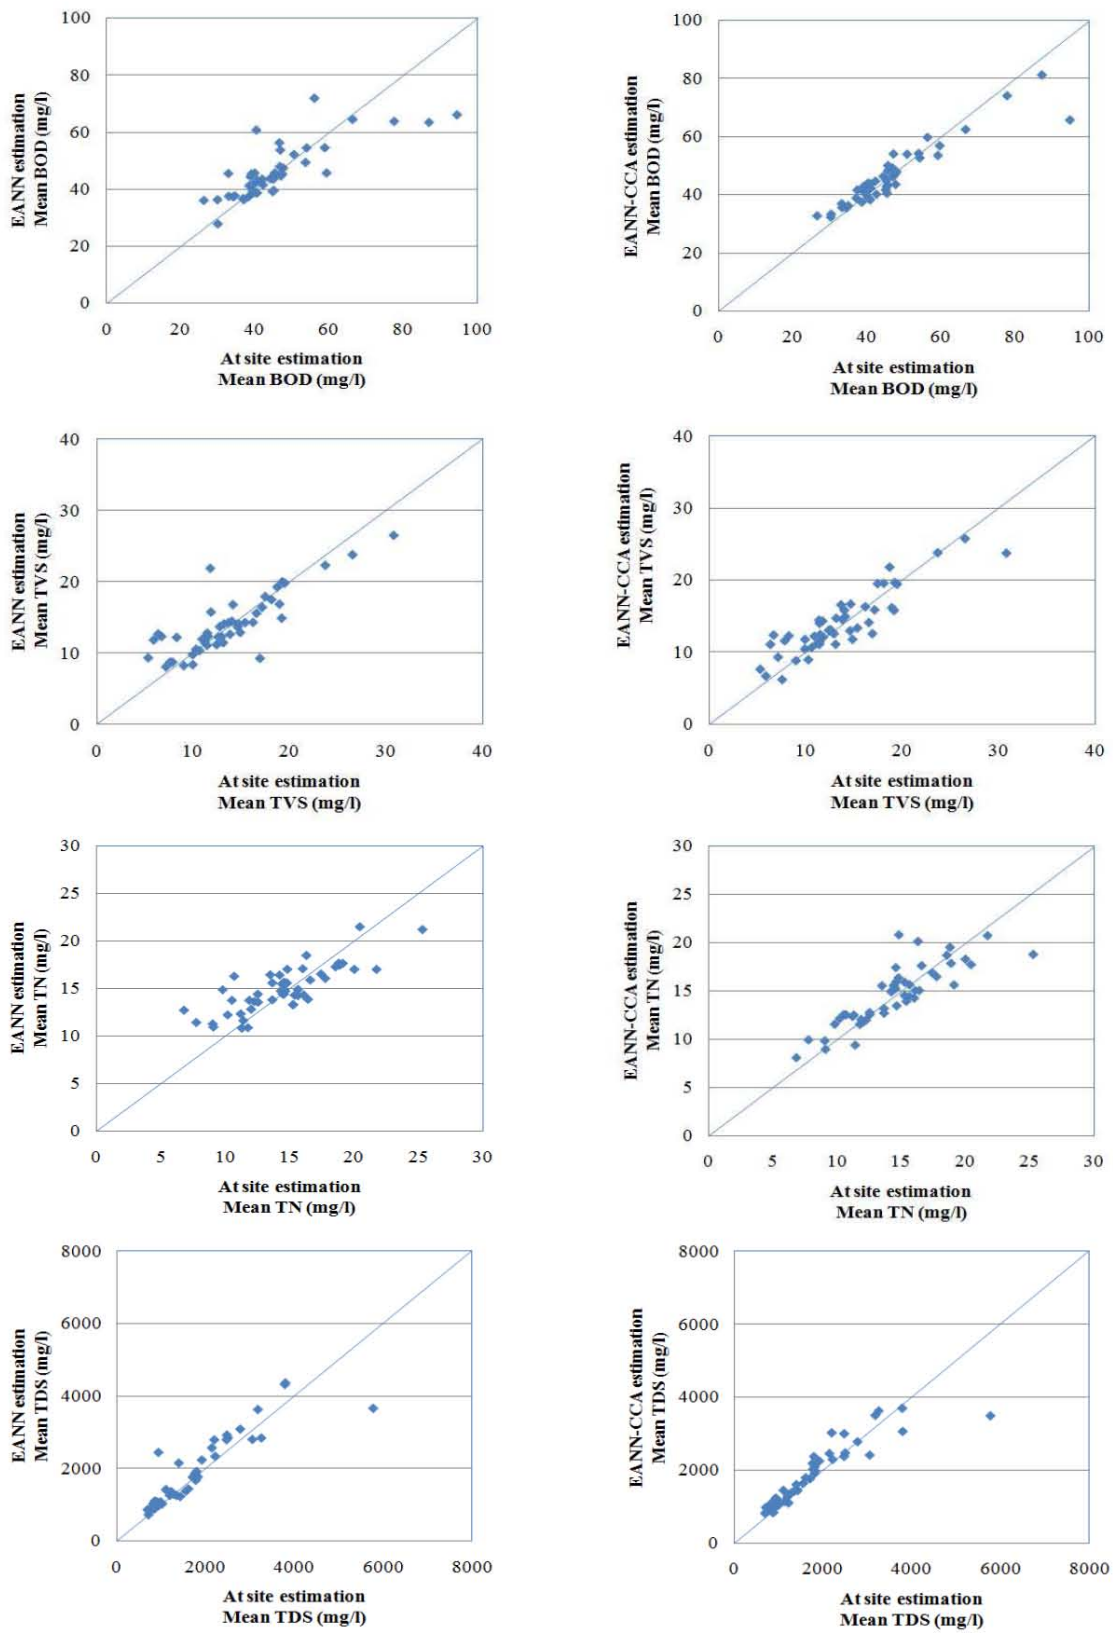 EANN estimation
Mean BOD (mg/l)
100
80
60
40
20
0
0 20 40 60 80 100
At site estimation
Mean BOD (mg/l)
EANN-CCA estimation
Mean BOD (mg/l)
100
80
60
40
20
0
0 20 40 60 80 100
At site estimation
Mean BOD (mg/l)
EANN estimation
Mean TVS (mg/l)
40
30
20
10
0
0 10 20 30 40
At site estimation
Mean TVS (mg/l)
EANN-CCA estimation
Mean TVS (mg/l)
40
30
20
10
0
0 10 20 30 40
At site estimation
Mean TVS (mg/l)
EANN estimation
Mean TN (mg/l)
30
25
20
15
10
5
0
0 5 10 15 20 25 30
At site estimation
Mean TN (mg/l)
EANN-CCA estimation
Mean TN (mg/l)
30
25
20
15
10
5
0
0 5 10 15 20 25 30
At site estimation
Mean TN (mg/l)
EANN estimation
Mean TDS (mg/l)
8000
6000
4000
2000
0
0 2000 4000 6000 8000
At site estimation
Mean TDS (mg/l)
EANN-CCA estimation
Mean TDS (mg/l)
8000
6000
4000
2000
0
0 2000 4000 6000 8000
At site estimation
Mean TDS (mg/l)